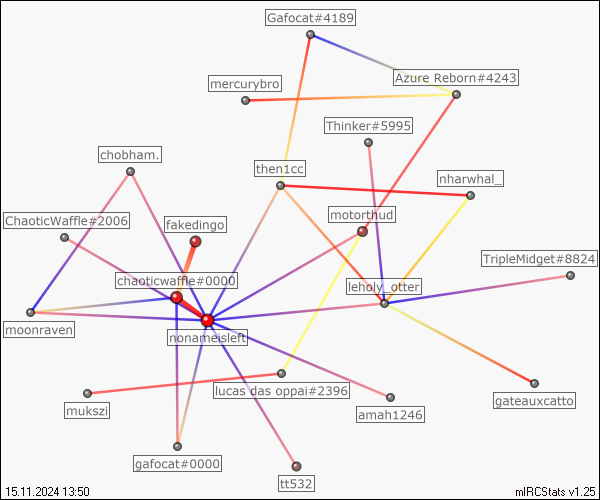 Gafocat#4189
Azure Reborn#4243
mercurybro
Thinker#5995
chobham.
then1cc
nharwhal_
motorthud
ChaoticWaffle#2006
fakedingo
TripleMidget#8824
chaoticwaffle#0000
leholy_otter
moonraven
nonameisleft
lucas das oppai#2396
gateauxcatto
mukszi
amah1246
gafocat#0000
tt532
15.11.2024 13:50
mIRCStats v1.25